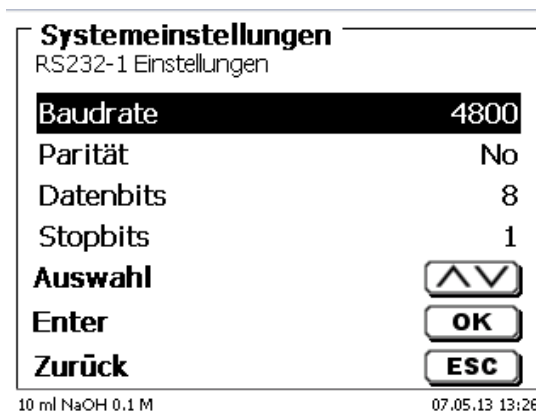 Systemeinstellungen
RS232-1 Einstellungen
Baudrate 4800
Parität No
Datenbits 8
Stopbits 1
Auswahl
Enter OK
Zurück ESC
10 ml NaOH 0.1 M 07.05.13 13:26